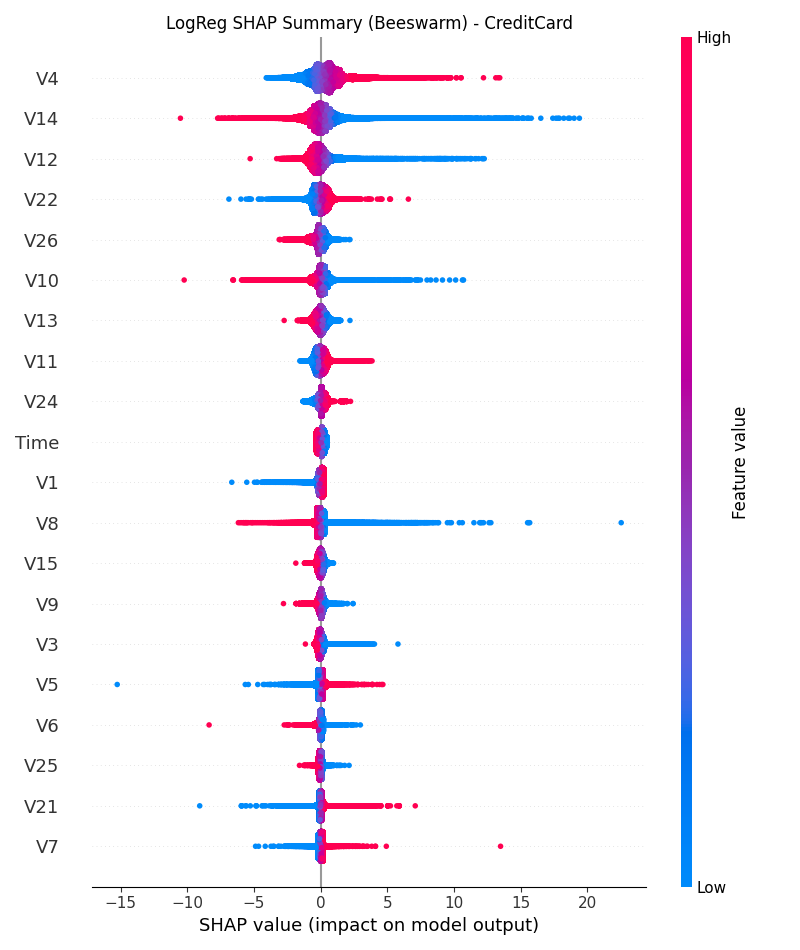 LogReg SHAP Summary (Beeswarm) - CreditCard
High
V4
V14
V12
V22
V26
V10
V13
V11
V24
Time
V1
V8
V15
V9
V3
V5
V6
V25
V21
V7
Feature value
Low
−15 −10 −5 0 5 10 15 20
SHAP value (impact on model output)